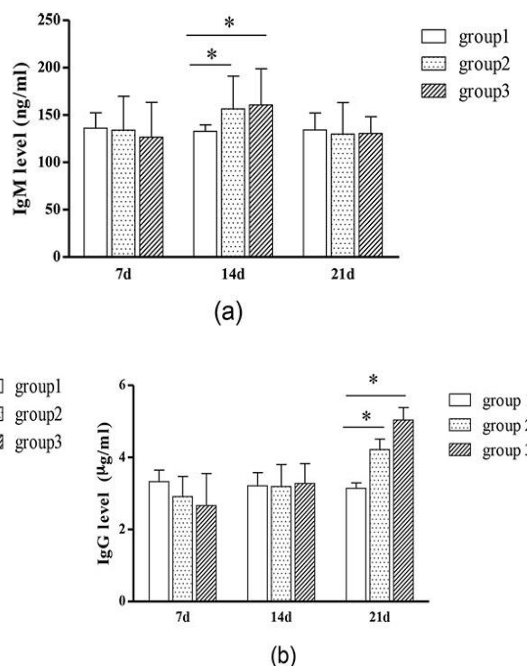 250
200
150
100
50
0
IgM level (ng/ml)
*
*
7d 14d 21d
group1
group2
group3
(a)
group1
group2
group3
6
4
2
0
IgG level (µg/ml)
*
*
7d 14d 21d
group 1
group 2
group 3
(b)